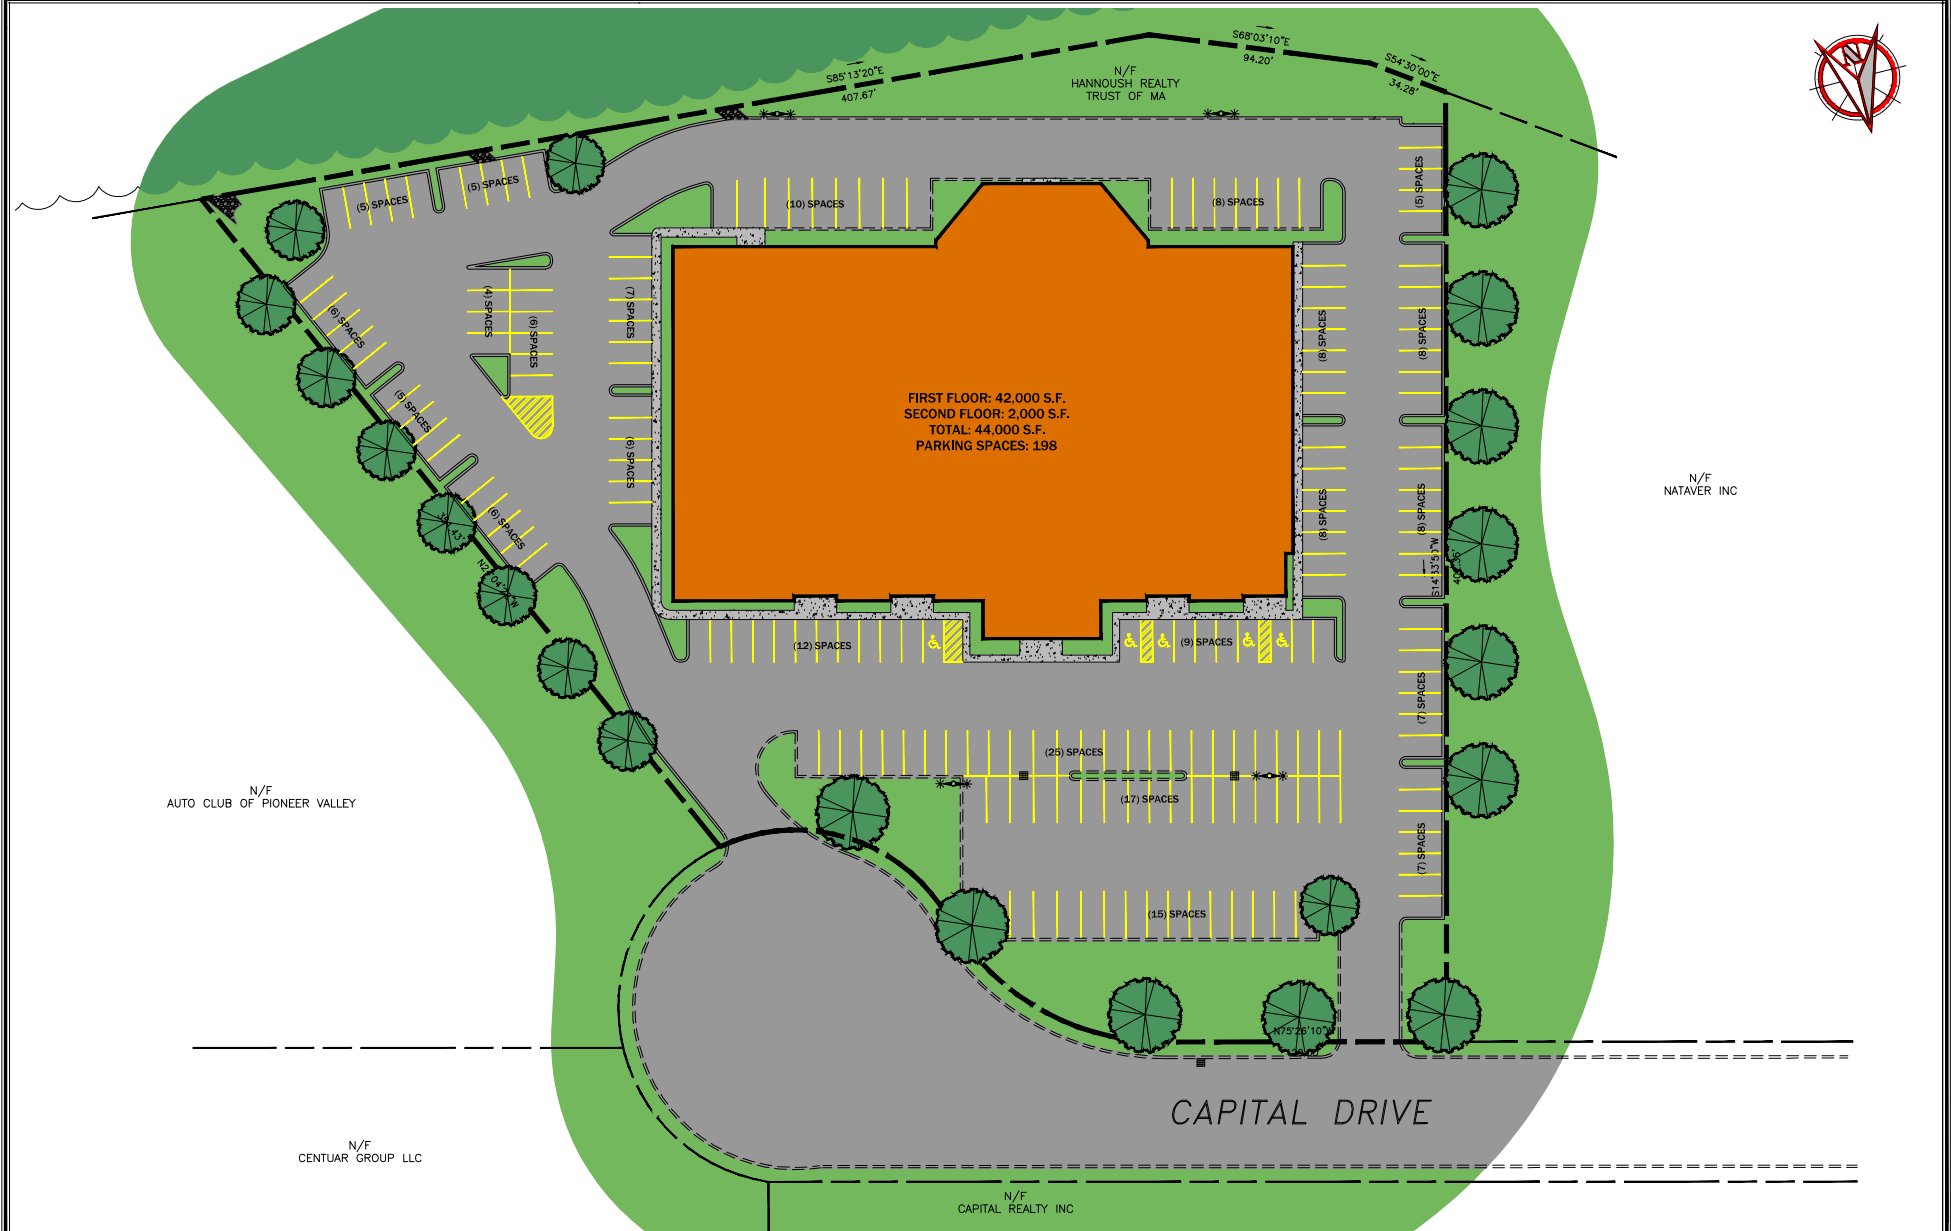 S68°03'10"E
94.20'
S54°30'00"E
34.28'
S85°13'20"E
407.67'
N/F
HANNOUSH REALTY
TRUST OF MA
N
(5) SPACES
(5) SPACES
(10) SPACES
(8) SPACES
(5) SPACES
(6) SPACES
(4) SPACES
(6) SPACES
(7) SPACES
(8) SPACES
(8) SPACES
(5) SPACES
(6) SPACES
(6) SPACES
FIRST FLOOR: 42,000 S.F.
SECOND FLOOR: 2,000 S.F.
TOTAL: 44,000 S.F.
PARKING SPACES: 198
(8) SPACES
(8) SPACES
N/F
NATAVER INC
S14°33'50"W
(12) SPACES
(9) SPACES
(7) SPACES
(25) SPACES
(17) SPACES
(7) SPACES
(15) SPACES
N/F
AUTO CLUB OF PIONEER VALLEY
N75°26'10"W
CAPITAL DRIVE
N/F
CENTUAR GROUP LLC
N/F
CAPITAL REALTY INC